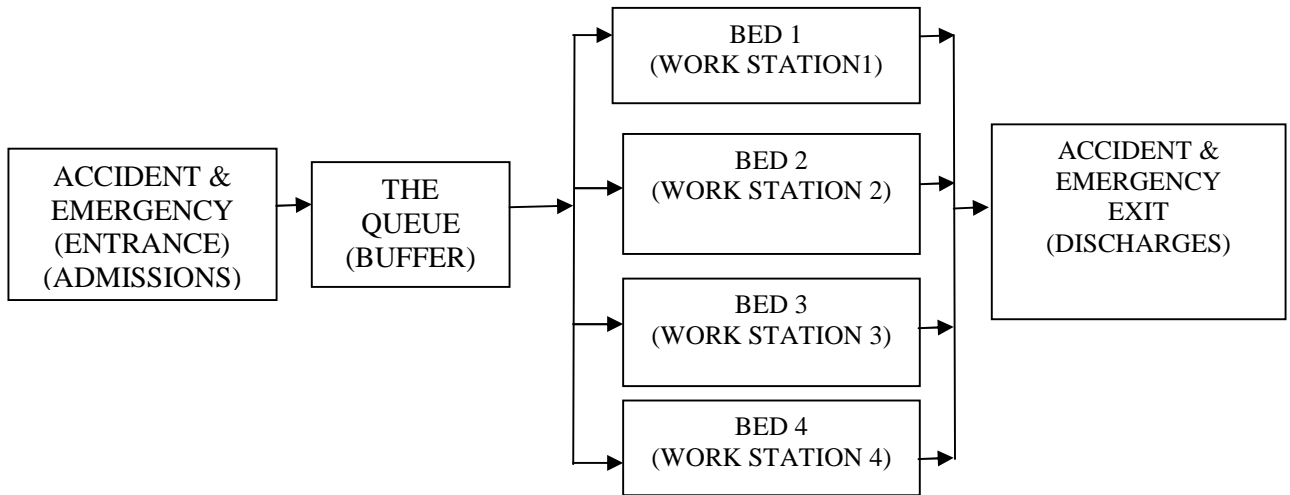 ACCIDENT &
EMERGENCY
(ENTRANCE)
(ADMISSIONS)
THE
QUEUE
(BUFFER)
BED 1
(WORK STATION1)
BED 2
(WORK STATION 2)
BED 3
(WORK STATION 3)
BED 4
(WORK STATION 4)
ACCIDENT &
EMERGENCY
EXIT
(DISCHARGES)